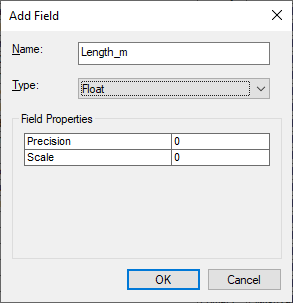 Add Field
Name: Length_m
Type: Float
Field Properties
Precision 0
Scale 0
OK Cancel